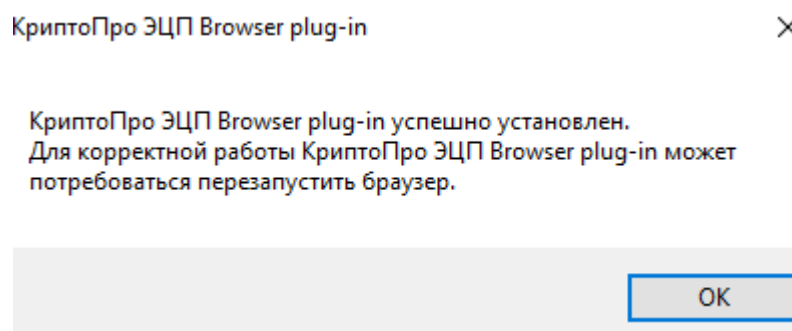 КриптоПро ЭЦП Browser plug-in
КриптоПро ЭЦП Browser plug-in успешно установлен.
Для корректной работы КриптоПро ЭЦП Browser plug-in может
потребоваться перезапустить браузер.
ОК